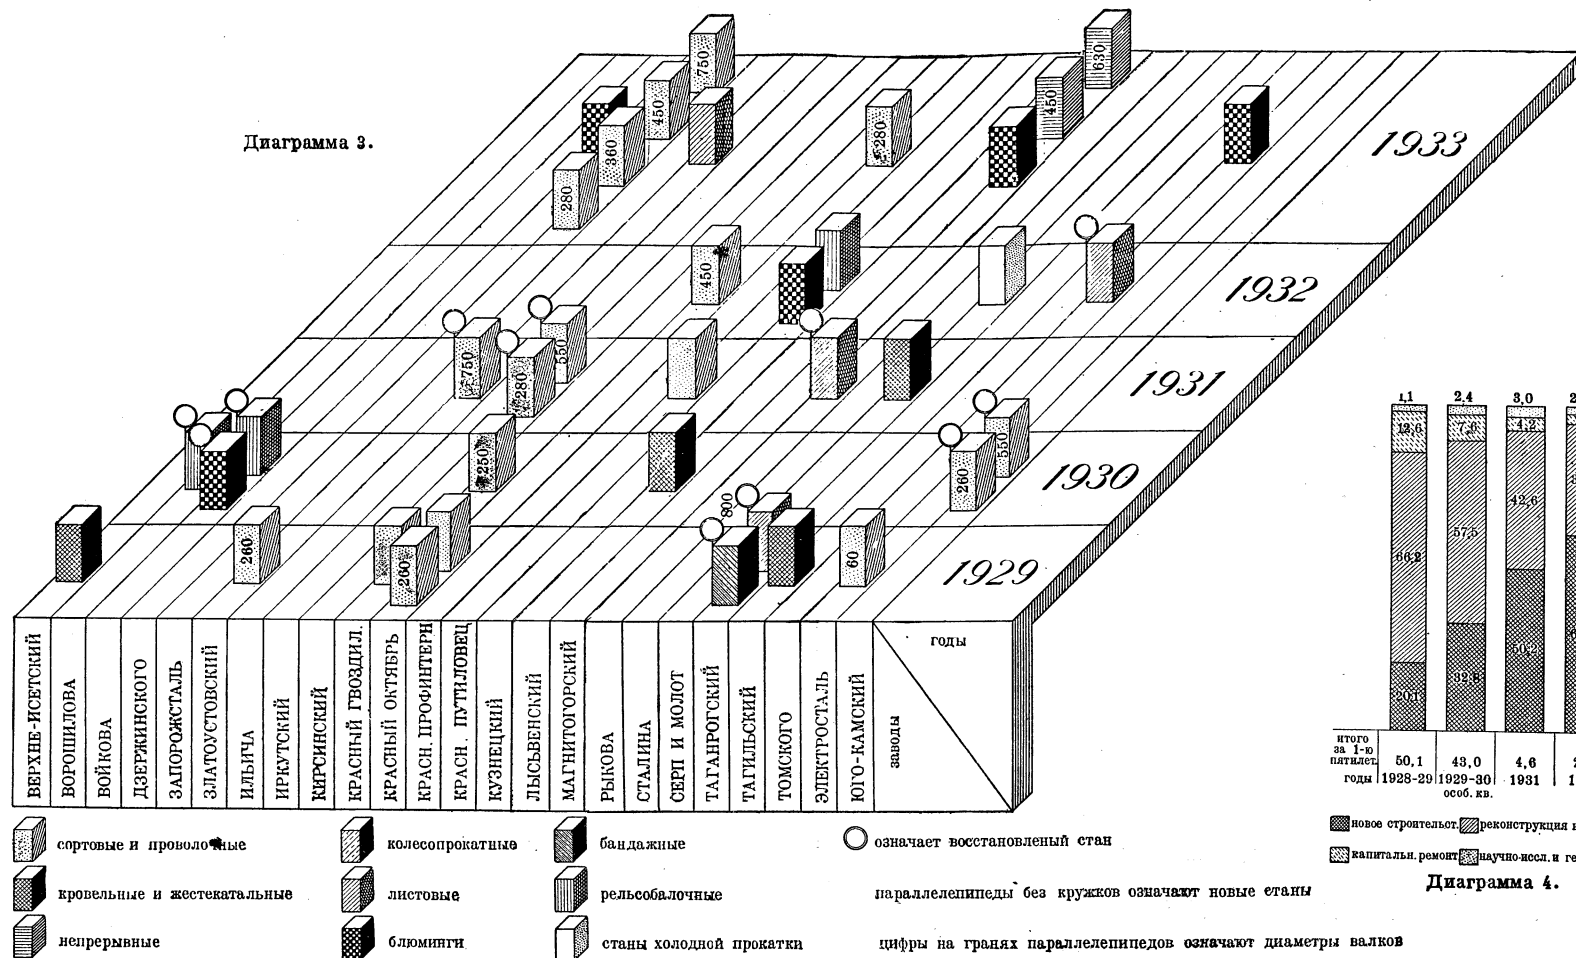 Диаграмма 3.
750
630
450
450
360
280
280
1933
450
1932
750
550
280
1931
250
260
550
1930
260
260
800
60
1929
ВЕРХНЕ-ИСЕТСКИЙ
ВОРОШИЛОВА
ВОЙКОВА
ДЗЕРЖИНСКОГО
ЗАПОРОЖСТАЛЬ
ЗЛАТОУСТОВСКИЙ
ИЛЬИЧА
ИРКУТСКИЙ
КЕРСИНСКИЙ
КРАСНЫЙ ГВОЗДИЛ.
КРАСНЫЙ ОКТЯБРЬ
КРАСН. ПРОФИНТЕРН
КРАСН. ПУТИЛОВЕЦ
КУЗНЕЦКИЙ
ЛЫСЬВЕНСКИЙ
МАГНИТОГОРСКИЙ
РЫКОВА
СТАЛИНА
СЕРП И МОЛОТ
ТАГАНРОГСКИЙ
ТАГИЛЬСКИЙ
ТОМСКОГО
ЭЛЕКТРОСТАЛЬ
ЮГО-КАМСКИЙ
заводы
годы
сортовые и проволочные
кровельные и жестекатальные
непрерывные
колесопрокатные
листовые
блюминги
бандажные
рельсобалочные
станы холодной прокатки
означает восстановленый стан
параллелепипеды без кружков означают новые станы
цифры на гранях параллелепипедов означают диаметры валков
1,1 2,4 3,0 2
12,6 7,6 4,2
66,2 57,5 42,6
20,1 32,8 50,2
итого
за 1-ю
пятилет. 50,1 43,0 4,6
годы 1928-29 1929-30 1931
особ. кв.
новое строительст. реконструкция
капитальн. ремонт научно-иссл. и
Диаграмма 4.